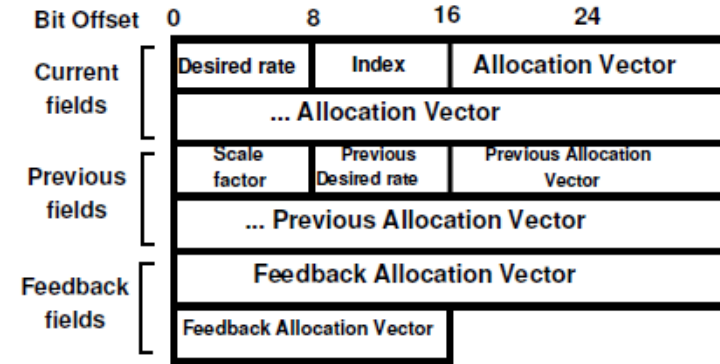 Bit Offset 0 8 16 24
Current fields
Desired rate Index Allocation Vector
... Allocation Vector
Previous fields
Scale factor Previous Desired rate Previous Allocation Vector
... Previous Allocation Vector
Feedback fields
Feedback Allocation Vector
Feedback Allocation Vector